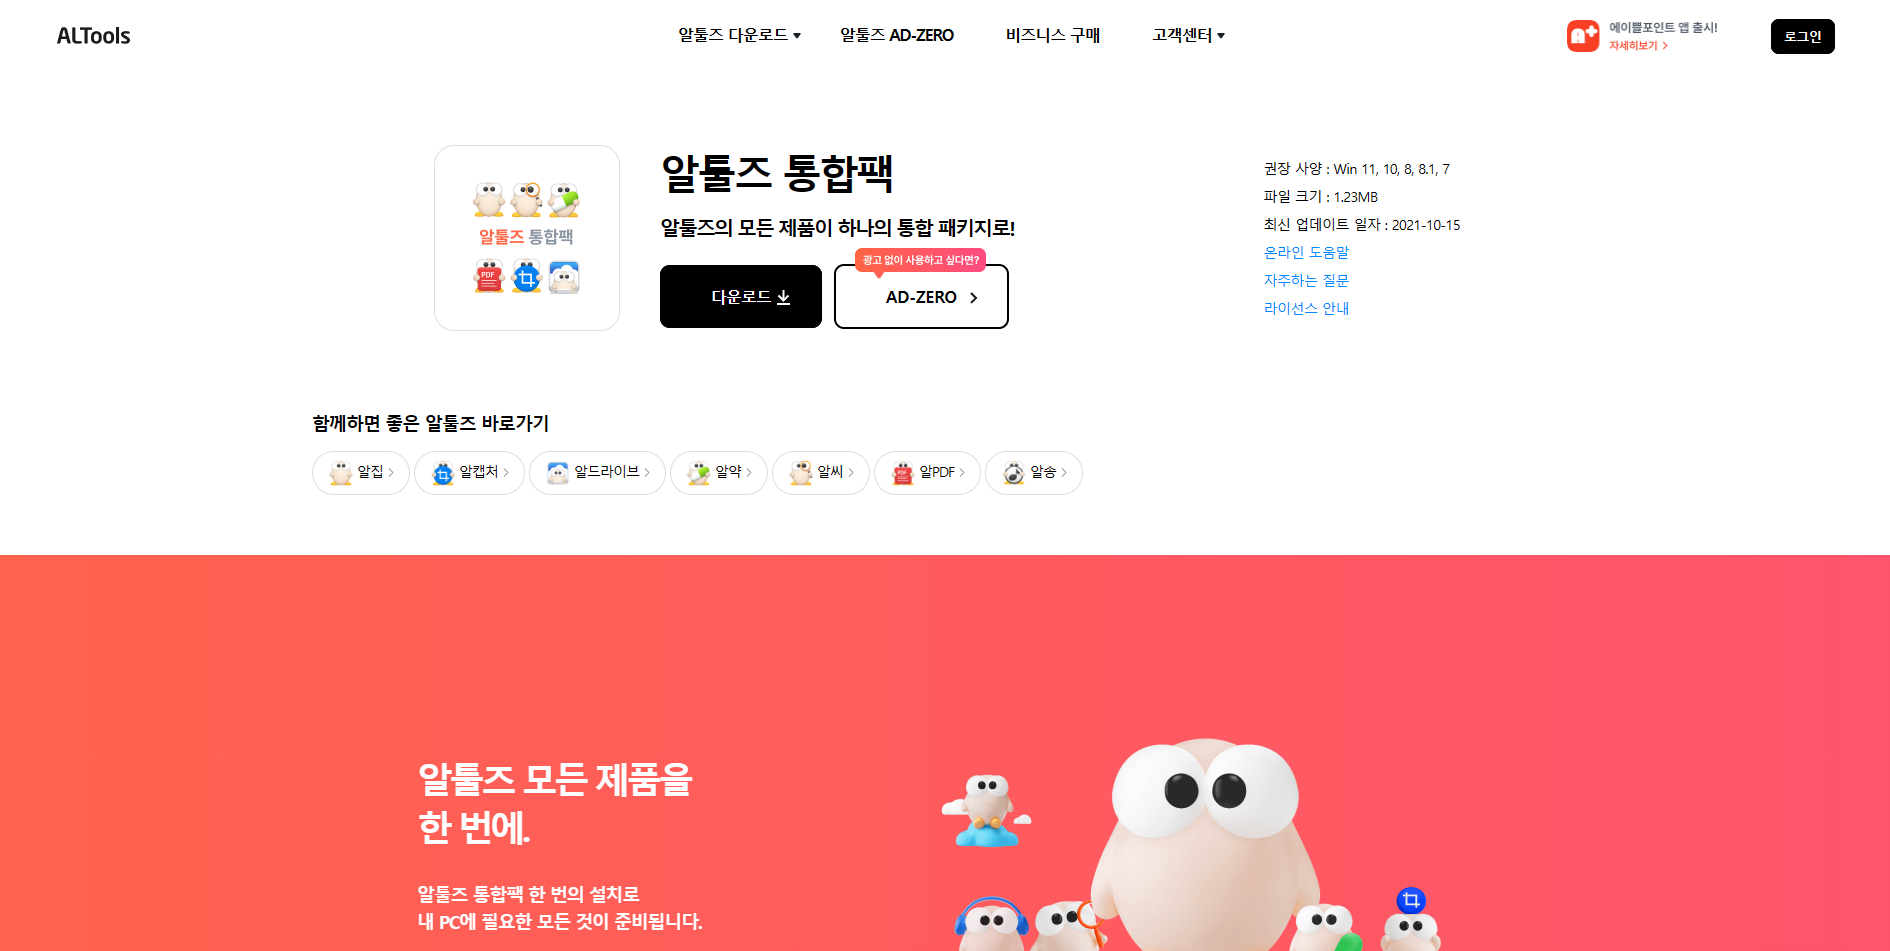 ALTools
알툴즈 다운로드
알툴즈 AD-ZERO
비즈니스 구매
고객센터
에이쁠포인트 앱 출시!
자세히보기
로그인
알툴즈 통합팩
PDF
알툴즈 통합팩
알툴즈의 모든 제품이 하나의 통합 패키지로!
광고 없이 사용하고 싶다면?
다운로드
AD-ZERO
권장 사양 : Win 11, 10, 8, 8.1, 7
파일 크기 : 1.23MB
최신 업데이트 일자 : 2021-10-15
온라인 도움말
자주하는 질문
라이선스 안내
함께하면 좋은 알툴즈 바로가기
알집
알캡처
알드라이브
알약
알씨
PDF
알PDF
알송
알툴즈 모든 제품을
한 번에.
알툴즈 통합팩 한 번의 설치로
내 PC에 필요한 모든 것이 준비됩니다.